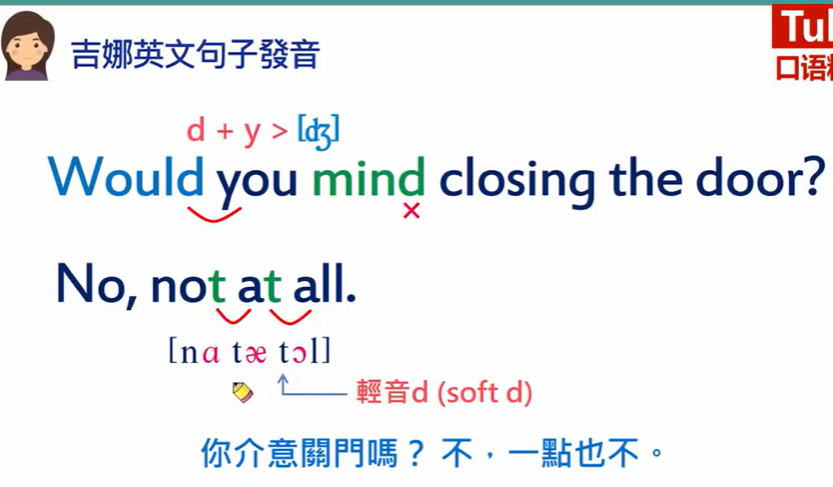 吉娜英文句子發音
口语
d + y > [ʤ]
Would you mind closing the door?
×
No, not at all.
[nɑ tæ tɔl]
輕音d (soft d)
你介意關門嗎？不，一點也不。